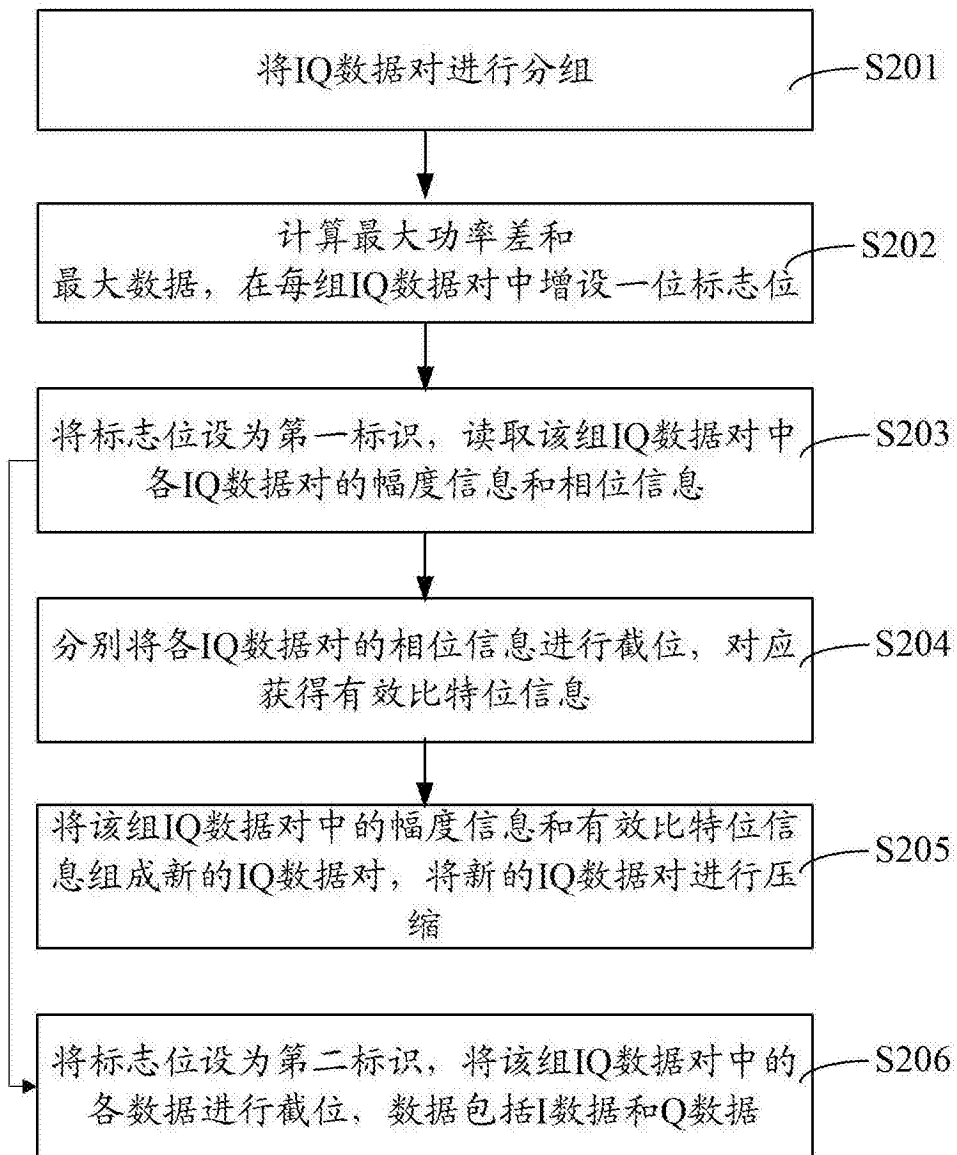 将IQ数据对进行分组
S201
计算最大功率差和
最大数据，在每组IQ数据对中增设一位标志位
S202
将标志位设为第一标识，读取该组IQ数据对中
各IQ数据对的幅度信息和相位信息
S203
分别将各IQ数据对的相位信息进行截位，对应
获得有效比特位信息
S204
将该组IQ数据对中的幅度信息和有效比特位信
息组成新的IQ数据对，将新的IQ数据对进行压
缩
S205
将标志位设为第二标识，将该组IQ数据对中的
各数据进行截位，数据包括I数据和Q数据
S206